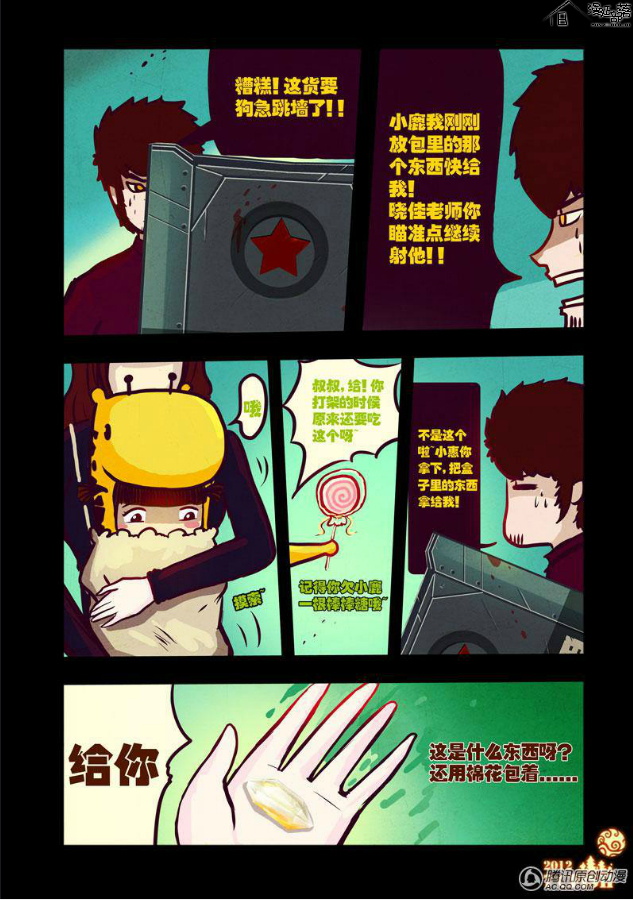 漫征部落
糟糕！这货要
狗急跳墙了！！
小鹿我刚刚
放包里的那
个东西快给
我！
晓佳老师你
瞄准点继续
射他！！
哦
摸索~
叔叔，给！你
打架的时候
原来还要吃
这个呀~
记得你欠小鹿
一根棒棒糖哦~
不是这个
啦~小惠你
拿下，把盒
子里的东西
拿给我！
给你
这是什么东西呀？
还用棉花包着……
2012
腾讯原创动漫
AC.QQ.COM